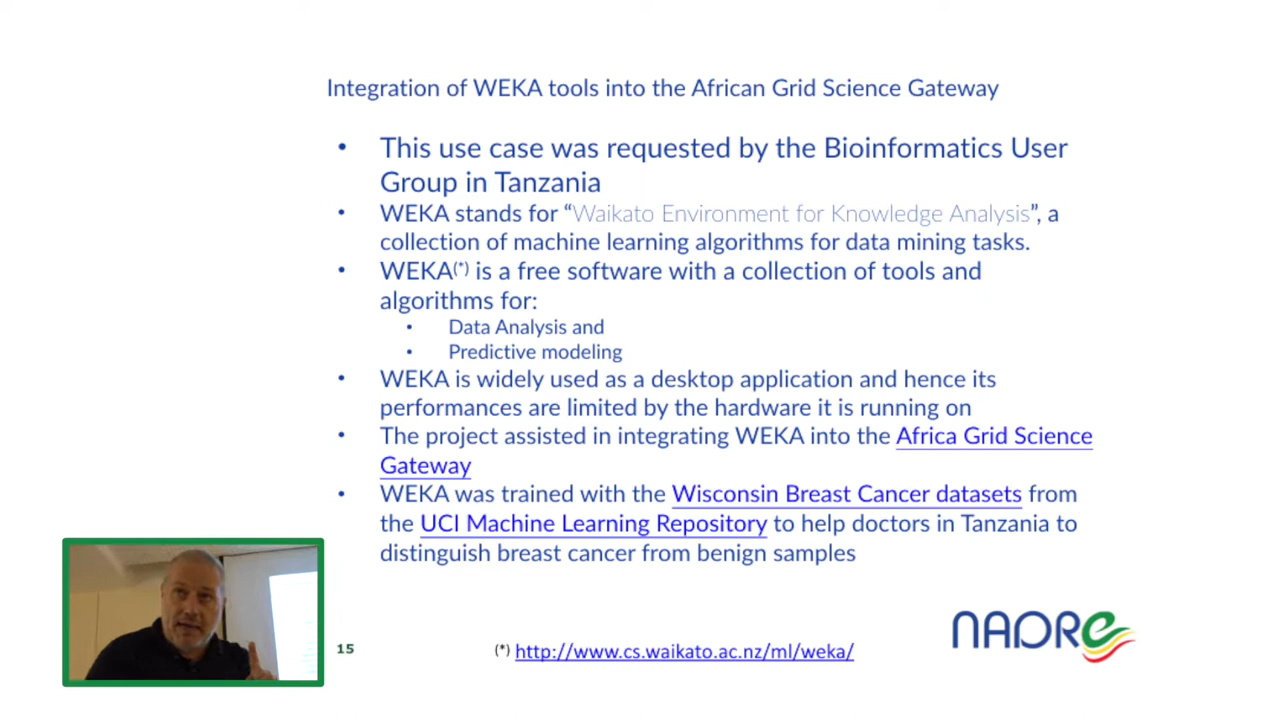 Integration of WEKA tools into the African Grid Science Gateway
• This use case was requested by the Bioinformatics User
Group in Tanzania
• WEKA stands for “Waikato Environment for Knowledge Analysis”, a
collection of machine learning algorithms for data mining tasks.
• WEKA(*) is a free software with a collection of tools and
algorithms for:
• Data Analysis and
• Predictive modeling
• WEKA is widely used as a desktop application and hence its
performances are limited by the hardware it is running on
• The project assisted in integrating WEKA into the Africa Grid Science
Gateway
• WEKA was trained with the Wisconsin Breast Cancer datasets from
the UCI Machine Learning Repository to help doctors in Tanzania to
distinguish breast cancer from benign samples
15
(*) http://www.cs.waikato.ac.nz/ml/weka/
NADRe